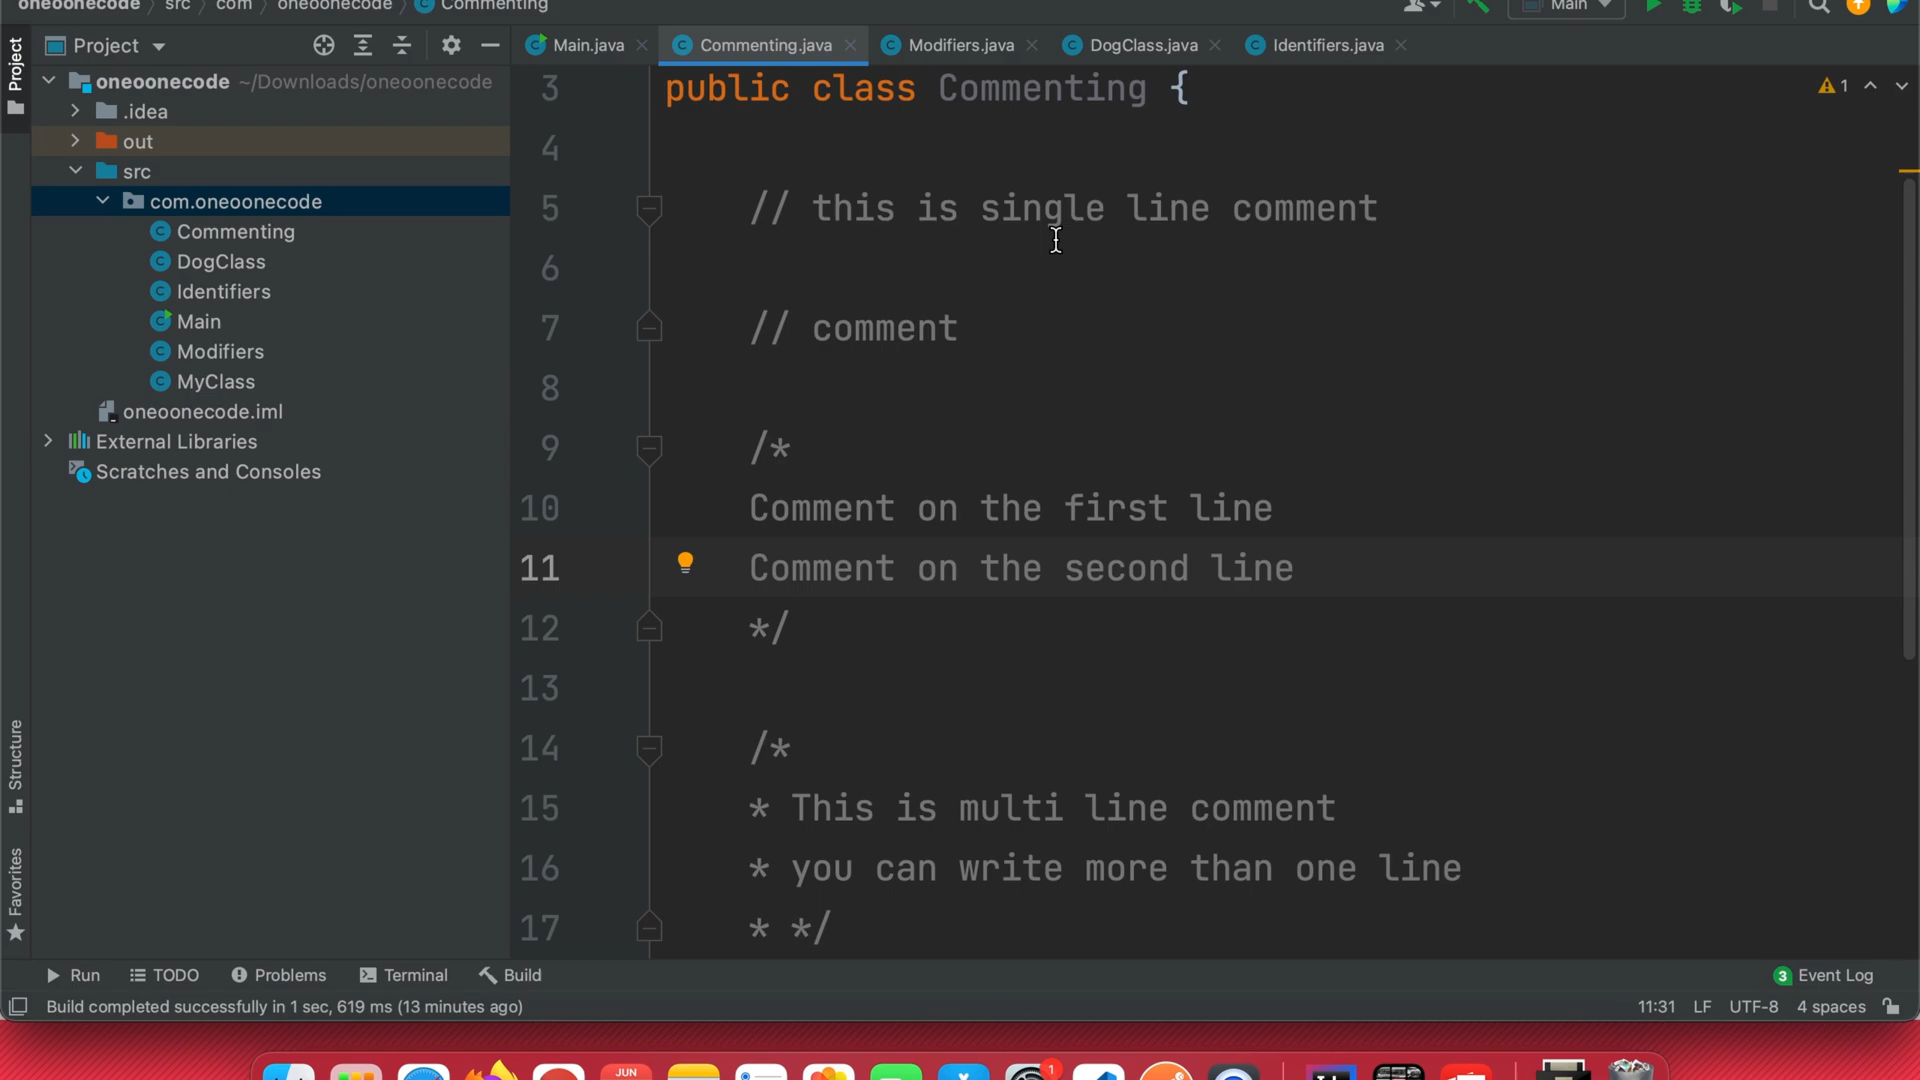 oneoonecode 〉 src 〉 com 〉 oneoonecode 〉 Commenting
Main
Project
Project
Main.java
Commenting.java
Modifiers.java
DogClass.java
Identifiers.java
oneoonecode ~/Downloads/oneoonecode
.idea
out
src
com.oneoonecode
Commenting
DogClass
Identifiers
Main
Modifiers
MyClass
oneoonecode.iml
External Libraries
Scratches and Consoles
Structure
Favorites
1
3 public class Commenting {
4
5 // this is single line comment
6
7 // comment
8
9 /*
10 Comment on the first line
11 Comment on the second line
12 */
13
14 /*
15 * This is multi line comment
16 * you can write more than one line
17 * */
Run TODO Problems Terminal Build
3 Event Log
Build completed successfully in 1 sec, 619 ms (13 minutes ago)
11:31 LF UTF-8 4 spaces
JUN
1